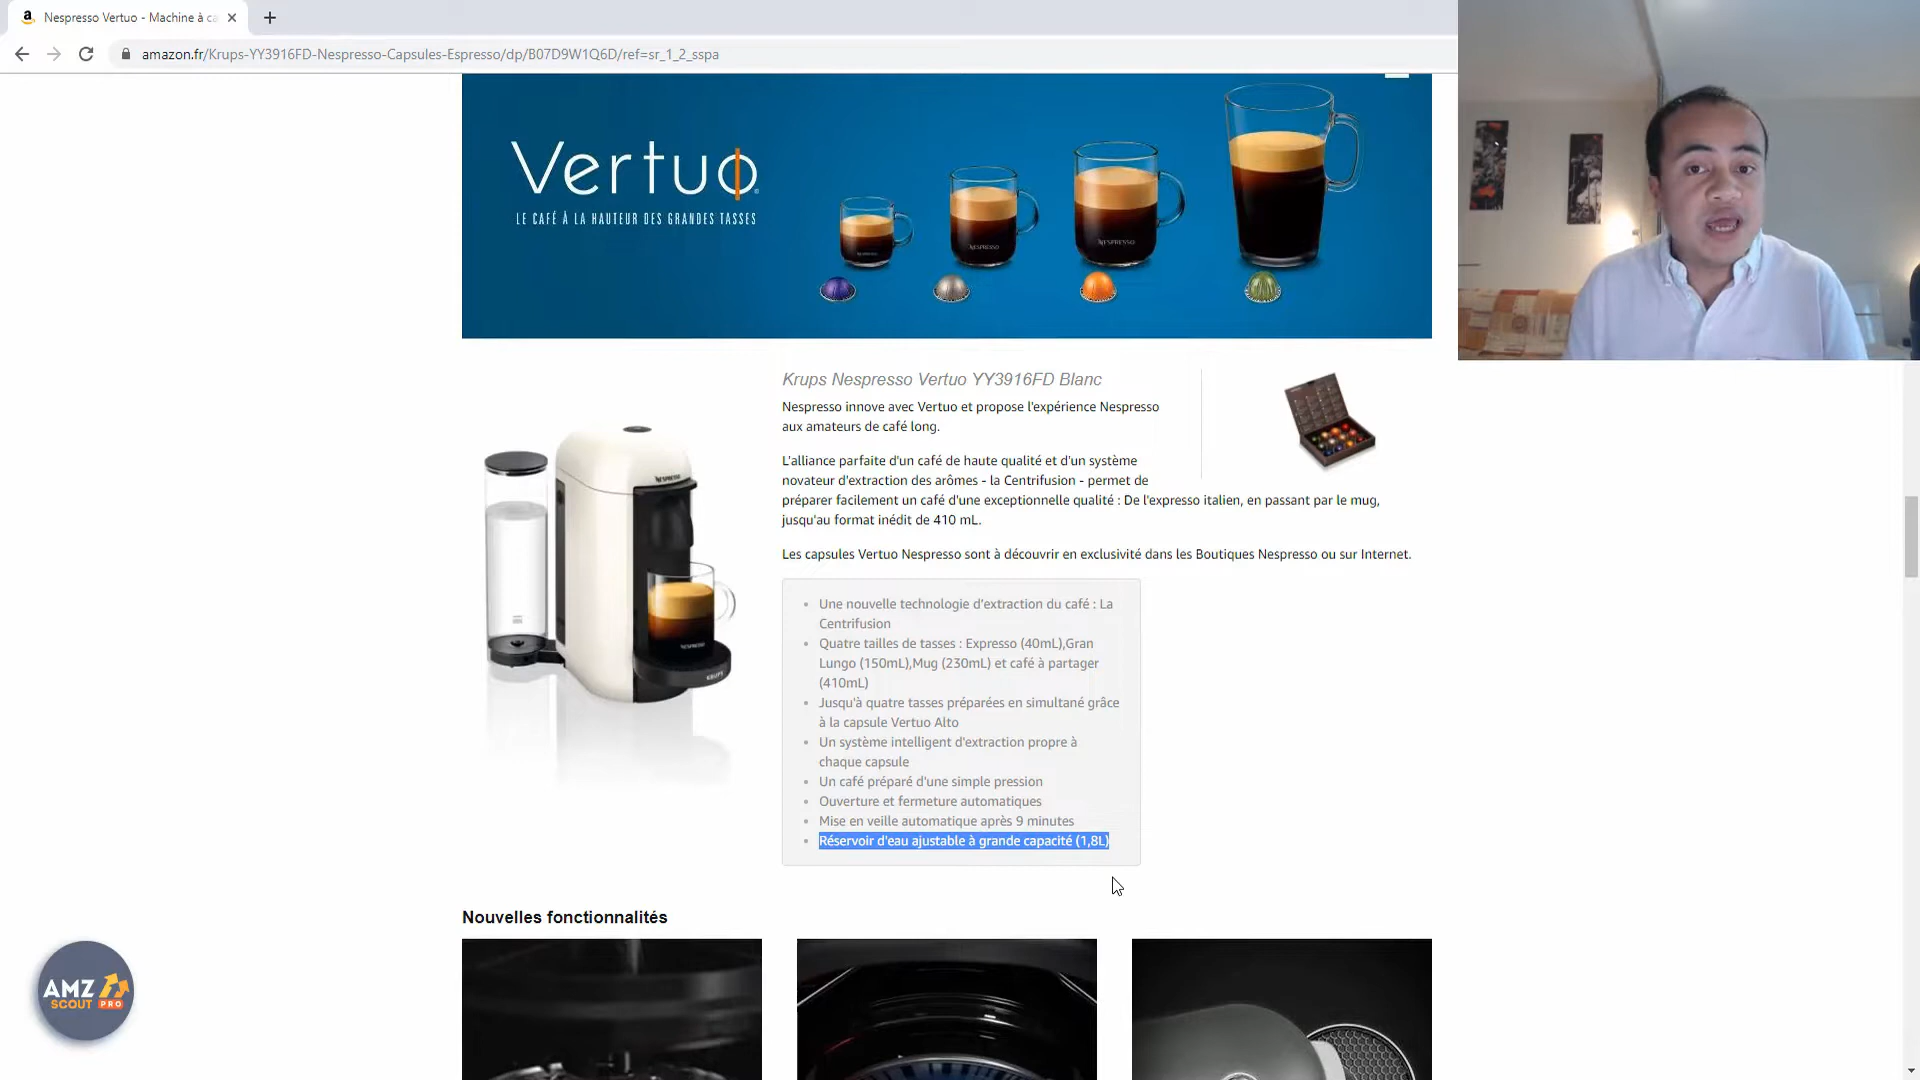 Nespresso Vertuo - Machine à ca
amazon.fr/Krups-YY3916FD-Nespresso-Capsules-Espresso/dp/B07D9W1Q6D/ref=sr_1_2_sspa
Vertuo
LE CAFÉ À LA HAUTEUR DES GRANDES TASSES
NESPRESSO
NESPRESSO
Krups Nespresso Vertuo YY3916FD Blanc
Nespresso innove avec Vertuo et propose l'expérience Nespresso
aux amateurs de café long.
L'alliance parfaite d'un café de haute qualité et d'un système
novateur d'extraction des arômes - la Centrifusion - permet de
préparer facilement un café d'une exceptionnelle qualité : De l'expresso italien, en passant par le mug,
jusqu'au format inédit de 410 mL.
Les capsules Vertuo Nespresso sont à découvrir en exclusivité dans les Boutiques Nespresso ou sur Internet.
NESPRESSO
KRUPS
• Une nouvelle technologie d'extraction du café : La
Centrifusion
• Quatre tailles de tasses : Expresso (40mL),Gran
Lungo (150mL),Mug (230mL) et café à partager
(410mL)
• Jusqu'à quatre tasses préparées en simultané grâce
à la capsule Vertuo Alto
• Un système intelligent d'extraction propre à
chaque capsule
• Un café préparé d'une simple pression
• Ouverture et fermeture automatiques
• Mise en veille automatique après 9 minutes
• Réservoir d'eau ajustable à grande capacité (1,8L)
Nouvelles fonctionnalités
AMZ
SCOUT PRO